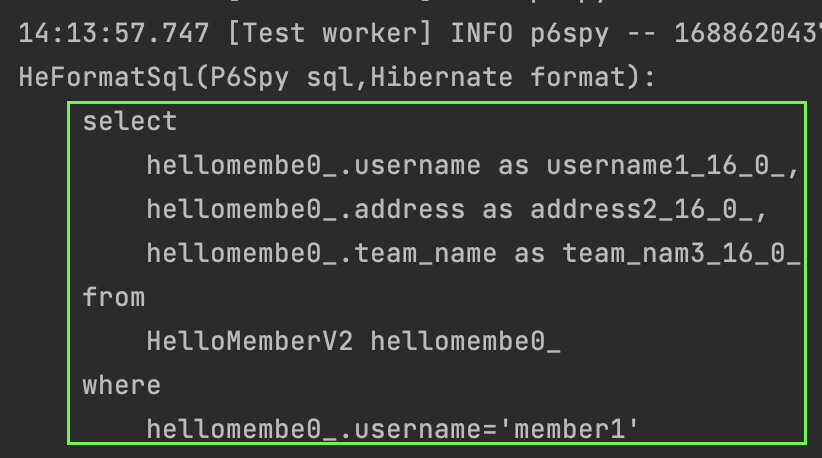 14:13:57.747 [Test worker] INFO p6spy -- 168862043
HeFormatSql(P6Spy sql,Hibernate format):
select
hellomembe0_.username as username1_16_0_,
hellomembe0_.address as address2_16_0_,
hellomembe0_.team_name as team_nam3_16_0_
from
HelloMemberV2 hellomembe0_
where
hellomembe0_.username='member1'